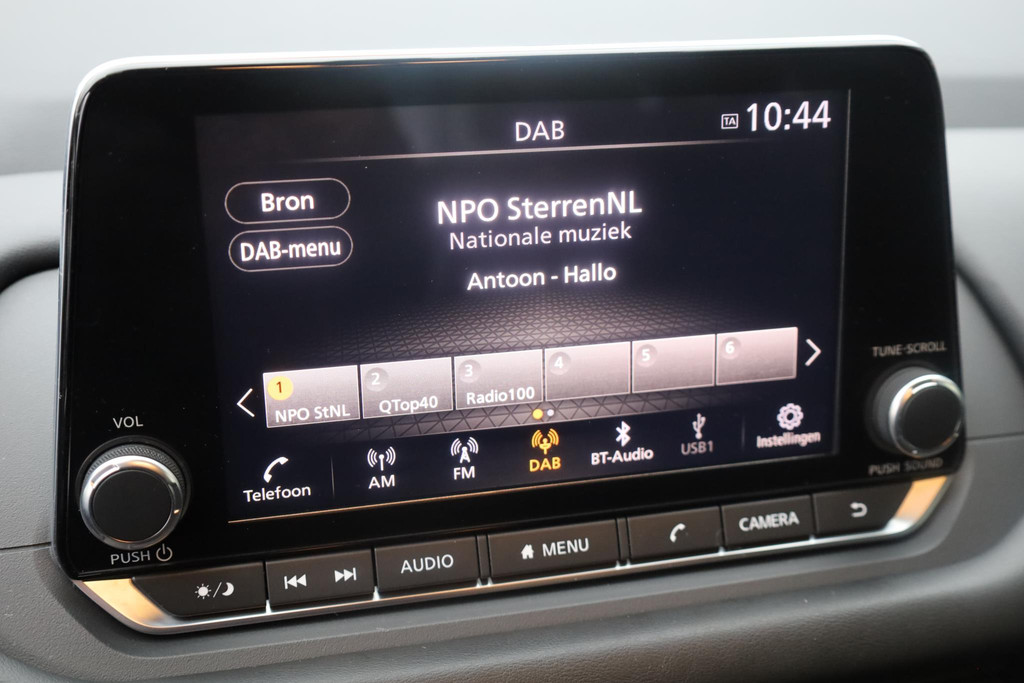 DAB
TA 10:44
Bron
DAB-menu
NPO SterrenNL
Nationale muziek
Antoon - Hallo
1 NPO StNL
2 QTop40
3 Radio100
4
5
6
Telefoon
AM
FM
DAB
BT-Audio
USB1
Instellingen
VOL
PUSH
TUNE-SCROLL
PUSH SOUND
AUDIO
MENU
CAMERA